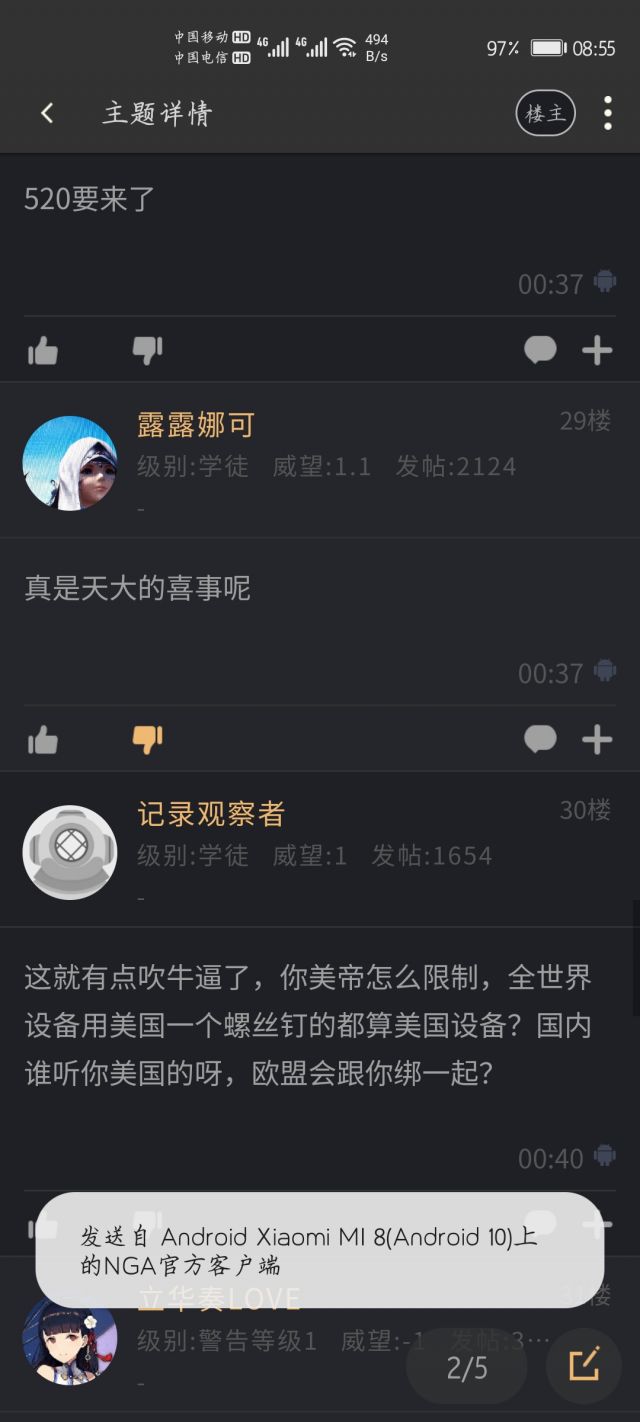 中国移动 HD 4G 4G 494 97% 08:55
中国电信 HD B/s
主题详情 楼主
520要来了
00:37
露露娜可 29楼
级别:学徒 威望:1.1 发帖:2124
-
真是天大的喜事呢
00:37
记录观察者 30楼
级别:学徒 威望:1 发帖:1654
-
这就有点吹牛逼了，你美帝怎么限制，全世界
设备用美国一个螺丝钉的都算美国设备？国内
谁听你美国的呀，欧盟会跟你绑一起？
00:40
发送自 Android Xiaomi MI 8(Android 10)上
的NGA官方客户端
立华奏LOVE 31楼
级别:警告等级1 威望:-1 发帖:3…
-
2/5